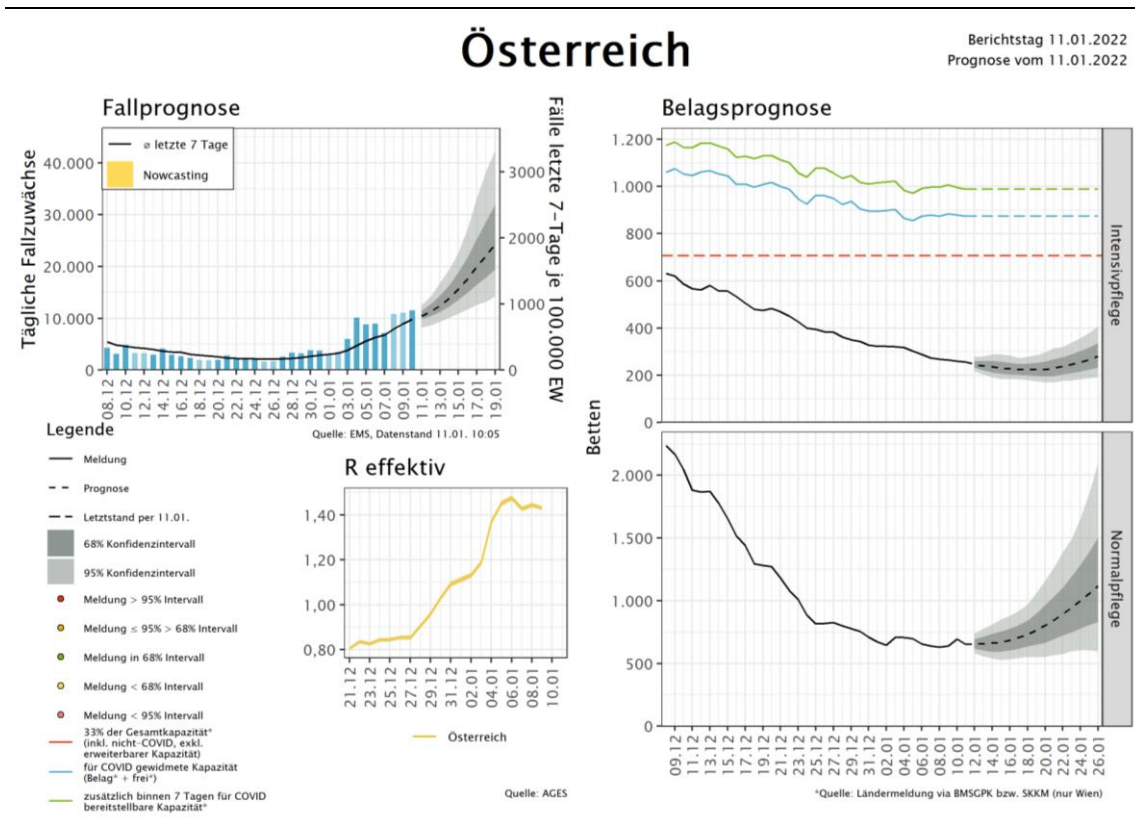 Österreich
Berichtstag 11.01.2022
Prognose vom 11.01.2022
Fallprognose
Tägliche Fallzuwächse
Fälle letzte 7-Tage je 100.000 EW
ø letzte 7 Tage
Nowcasting
40.000
30.000
20.000
10.000
0
3000
2000
1000
0
08.12
10.12
12.12
14.12
16.12
18.12
20.12
22.12
24.12
26.12
28.12
30.12
01.01
03.01
05.01
07.01
09.01
11.01
13.01
15.01
17.01
19.01
Quelle: EMS, Datenstand 11.01. 10:05
Legende
Meldung
Prognose
Letztstand per 11.01.
68% Konfidenzintervall
95% Konfidenzintervall
Meldung > 95% Intervall
Meldung ≤ 95% > 68% Intervall
Meldung in 68% Intervall
Meldung < 68% Intervall
Meldung < 95% Intervall
33% der Gesamtkapazität*
(inkl. nicht-COVID, exkl.
erweiterbarer Kapazität)
für COVID gewidmete Kapazität
(Belag* + frei*)
zusätzlich binnen 7 Tagen für COVID
bereitstellbare Kapazität*
R effektiv
1,40
1,20
1,00
0,80
21.12
23.12
25.12
27.12
29.12
31.12
02.01
04.01
06.01
08.01
10.01
Österreich
Quelle: AGES
Belagsprognose
Betten
1.200
1.000
800
600
400
200
0
Intensivpflege
2.000
1.500
1.000
500
0
Normalpflege
09.12
11.12
13.12
15.12
17.12
19.12
21.12
23.12
25.12
27.12
29.12
31.12
02.01
04.01
06.01
08.01
10.01
12.01
14.01
16.01
18.01
20.01
22.01
24.01
26.01
*Quelle: Ländermeldung via BMSGPK bzw. SKKM (nur Wien)